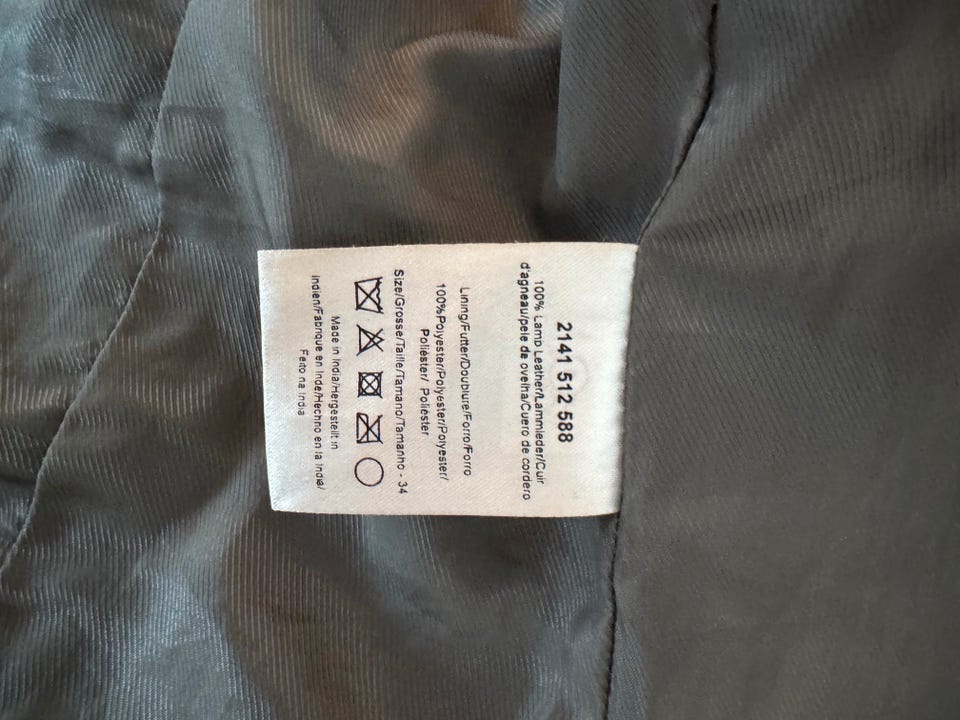 2141 512 588
100% Lamb Leather/Lammleder/Cuir
d'agneau/pele de ovelha/Cuero de cordero
Lining/Futter/Doublure/Forro/Forro
100%Polyester/Polyester/Polyester/
Poliéster/ Poliéster
Size/Grosse/Taille/Tamano/Tamanho - 34
Made in India/Hergestellt in
Indien/Fabrique en Inde/Hechno en la India/
Feito na India